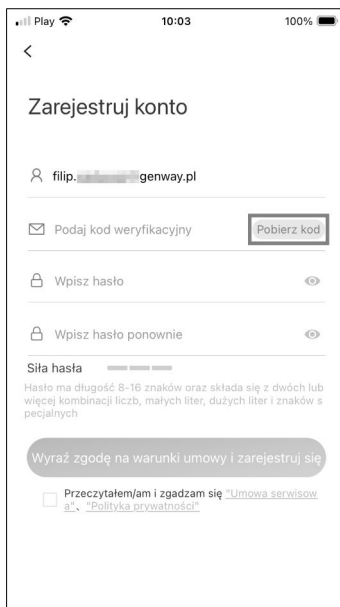 Play 10:03 100%
Zarejestruj konto
filip. genway.pl
Podaj kod weryfikacyjny Pobierz kod
Wpisz hasło
Wpisz hasło ponownie
Siła hasła
Hasło ma długość 8-16 znaków oraz składa się z dwóch lub
więcej kombinacji liczb, małych liter, dużych liter i znaków s
pecjalnych
Wyraź zgodę na warunki umowy i zarejestruj się
Przeczytałem/am i zgadzam się "Umowa serwisow
a"、"Polityka prywatności"